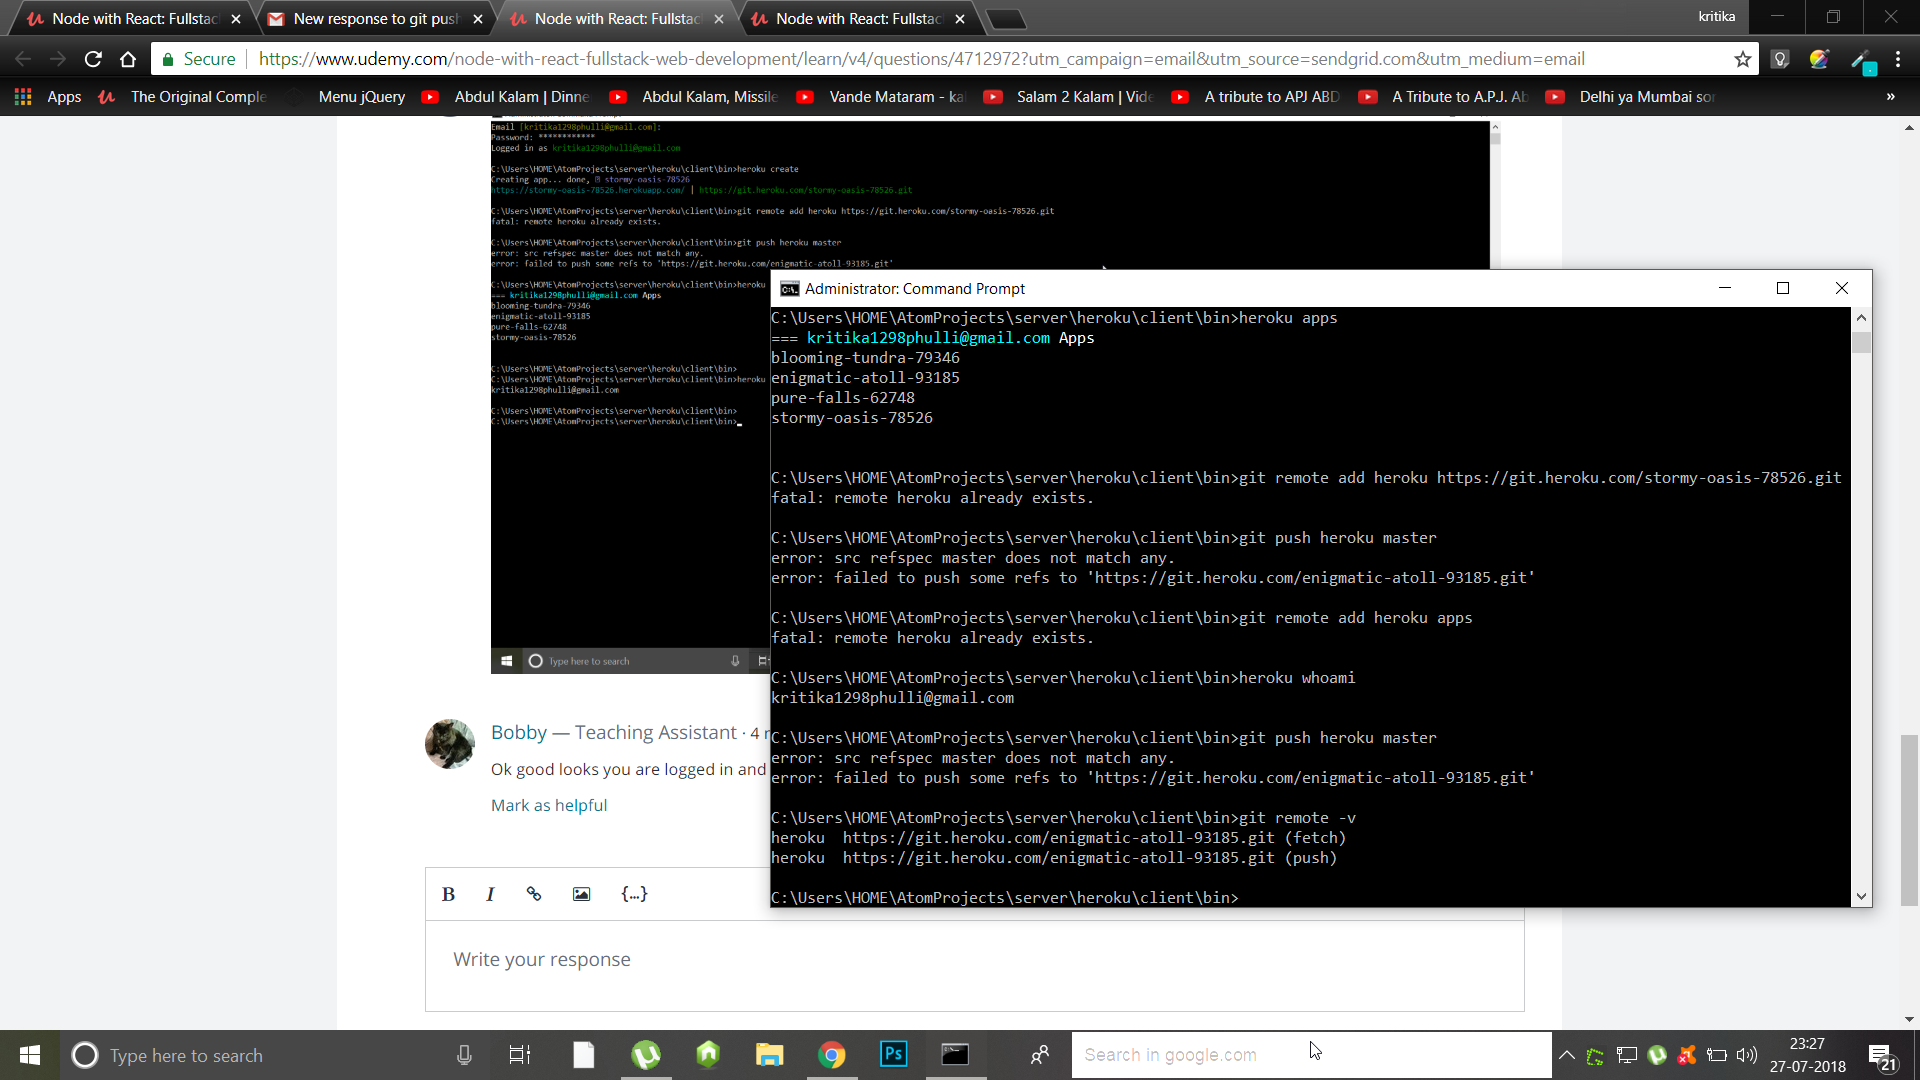 Node with React: Fullstac
New response to git push
Node with React: Fullstac
Node with React: Fullstac
kritika
Secure
https://www.udemy.com/node-with-react-fullstack-web-development/learn/v4/questions/4712972?utm_campaign=email&utm_source=sendgrid.com&utm_medium=email
Apps
The Original Comple
Menu jQuery
Abdul Kalam | Dinne
Abdul Kalam, Missile
Vande Mataram - ka
Salam 2 Kalam | Vide
A tribute to APJ ABD
A Tribute to A.P.J. Ab
Delhi ya Mumbai so
»
Email [kritika1298phulli@gmail.com]:
Password: ************
Logged in as kritika1298phulli@gmail.com
C:\Users\HOME\AtomProjects\server\heroku\client\bin>heroku create
Creating app... done, stormy-oasis-78526
https://stormy-oasis-78526.herokuapp.com/ | https://git.heroku.com/stormy-oasis-78526.git
C:\Users\HOME\AtomProjects\server\heroku\client\bin>git remote add heroku https://git.heroku.com/stormy-oasis-78526.git
fatal: remote heroku already exists.
C:\Users\HOME\AtomProjects\server\heroku\client\bin>git push heroku master
error: src refspec master does not match any.
error: failed to push some refs to 'https://git.heroku.com/enigmatic-atoll-93185.git'
C:\Users\HOME\AtomProjects\server\heroku\client\bin>heroku
=== kritika1298phulli@gmail.com Apps
blooming-tundra-79346
enigmatic-atoll-93185
pure-falls-62748
stormy-oasis-78526
C:\Users\HOME\AtomProjects\server\heroku\client\bin>
C:\Users\HOME\AtomProjects\server\heroku\client\bin>heroku
kritika1298phulli@gmail.com
C:\Users\HOME\AtomProjects\server\heroku\client\bin>
C:\Users\HOME\AtomProjects\server\heroku\client\bin>
Type here to search
Administrator: Command Prompt
C:\Users\HOME\AtomProjects\server\heroku\client\bin>heroku apps
=== kritika1298phulli@gmail.com Apps
blooming-tundra-79346
enigmatic-atoll-93185
pure-falls-62748
stormy-oasis-78526
C:\Users\HOME\AtomProjects\server\heroku\client\bin>git remote add heroku https://git.heroku.com/stormy-oasis-78526.git
fatal: remote heroku already exists.
C:\Users\HOME\AtomProjects\server\heroku\client\bin>git push heroku master
error: src refspec master does not match any.
error: failed to push some refs to 'https://git.heroku.com/enigmatic-atoll-93185.git'
C:\Users\HOME\AtomProjects\server\heroku\client\bin>git remote add heroku apps
fatal: remote heroku already exists.
C:\Users\HOME\AtomProjects\server\heroku\client\bin>heroku whoami
kritika1298phulli@gmail.com
C:\Users\HOME\AtomProjects\server\heroku\client\bin>git push heroku master
error: src refspec master does not match any.
error: failed to push some refs to 'https://git.heroku.com/enigmatic-atoll-93185.git'
C:\Users\HOME\AtomProjects\server\heroku\client\bin>git remote -v
heroku  https://git.heroku.com/enigmatic-atoll-93185.git (fetch)
heroku  https://git.heroku.com/enigmatic-atoll-93185.git (push)
C:\Users\HOME\AtomProjects\server\heroku\client\bin>
Bobby — Teaching Assistant · 4
Ok good looks you are logged in and
Mark as helpful
B I {...}
Write your response
Type here to search
Ps
Search in google.com
23:27
27-07-2018
21